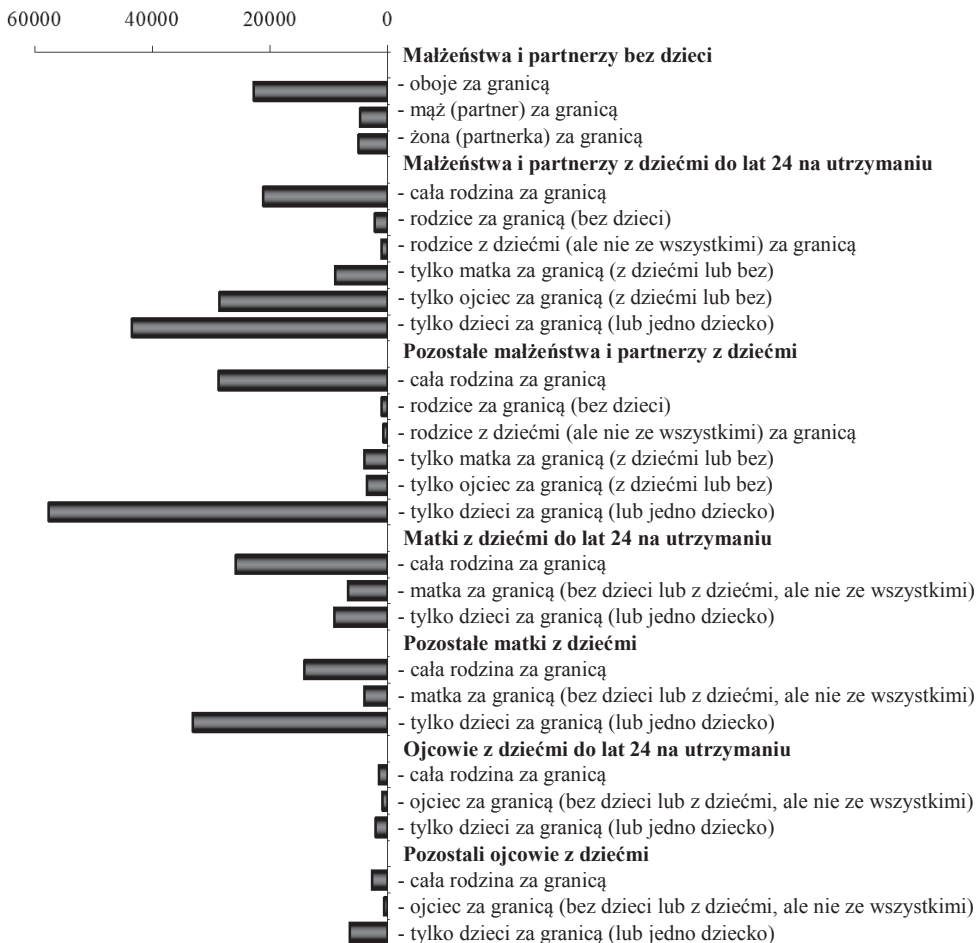 60000 40000 20000 0
Małżeństwa i partnerzy bez dzieci
- oboje za granicą
- mąż (partner) za granicą
- żona (partnerka) za granicą
Małżeństwa i partnerzy z dziećmi do lat 24 na utrzymaniu
- cała rodzina za granicą
- rodzice za granicą (bez dzieci)
- rodzice z dziećmi (ale nie ze wszystkimi) za granicą
- tylko matka za granicą (z dziećmi lub bez)
- tylko ojciec za granicą (z dziećmi lub bez)
- tylko dzieci za granicą (lub jedno dziecko)
Pozostałe małżeństwa i partnerzy z dziećmi
- cała rodzina za granicą
- rodzice za granicą (bez dzieci)
- rodzice z dziećmi (ale nie ze wszystkimi) za granicą
- tylko matka za granicą (z dziećmi lub bez)
- tylko ojciec za granicą (z dziećmi lub bez)
- tylko dzieci za granicą (lub jedno dziecko)
Matki z dziećmi do lat 24 na utrzymaniu
- cała rodzina za granicą
- matka za granicą (bez dzieci lub z dziećmi, ale nie ze wszystkimi)
- tylko dzieci za granicą (lub jedno dziecko)
Pozostałe matki z dziećmi
- cała rodzina za granicą
- matka za granicą (bez dzieci lub z dziećmi, ale nie ze wszystkimi)
- tylko dzieci za granicą (lub jedno dziecko)
Ojcowie z dziećmi do lat 24 na utrzymaniu
- cała rodzina za granicą
- ojciec za granicą (bez dzieci lub z dziećmi, ale nie ze wszystkimi)
- tylko dzieci za granicą (lub jedno dziecko)
Pozostali ojcowie z dziećmi
- cała rodzina za granicą
- ojciec za granicą (bez dzieci lub z dziećmi, ale nie ze wszystkimi)
- tylko dzieci za granicą (lub jedno dziecko)